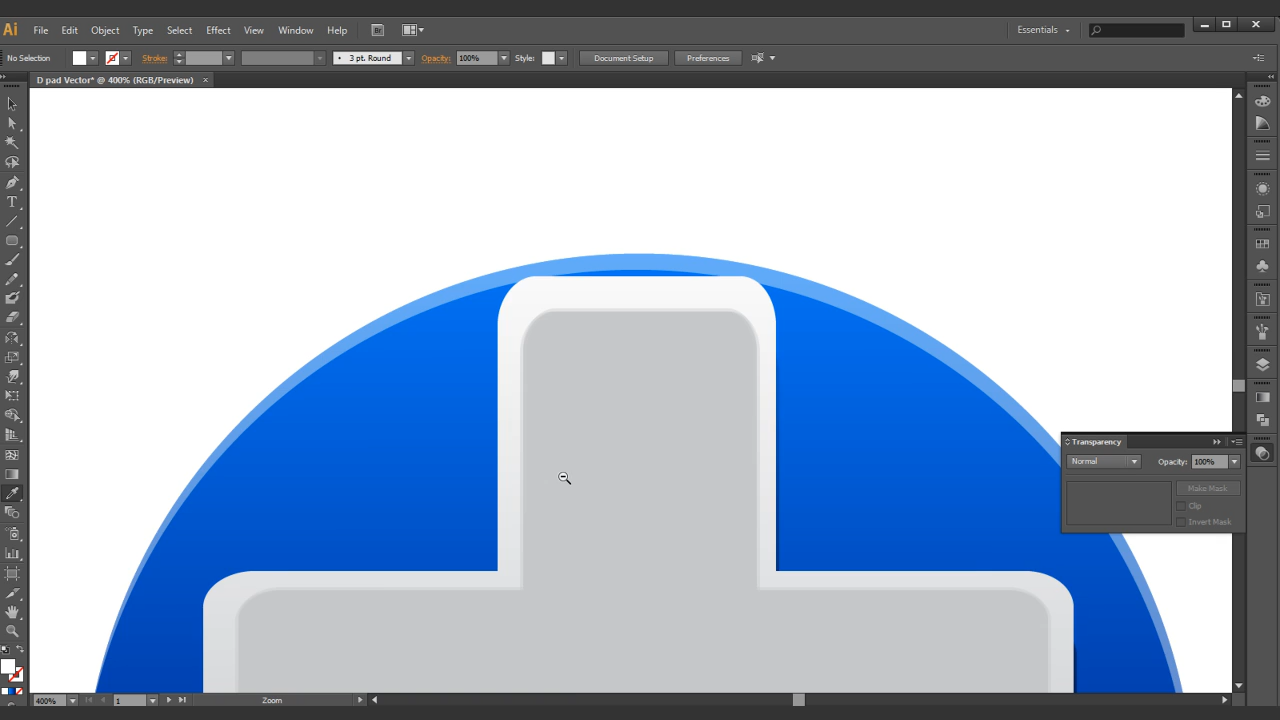 Ai File Edit Object Type Select Effect View Window Help Br Essentials
No Selection Stroke: 3 pt. Round Opacity: 100% Style: Document Setup Preferences
D pad Vector* @ 400% (RGB/Preview) ×
T
Transparency
Normal Opacity: 100%
Make Mask
Clip
Invert Mask
400% 1 Zoom